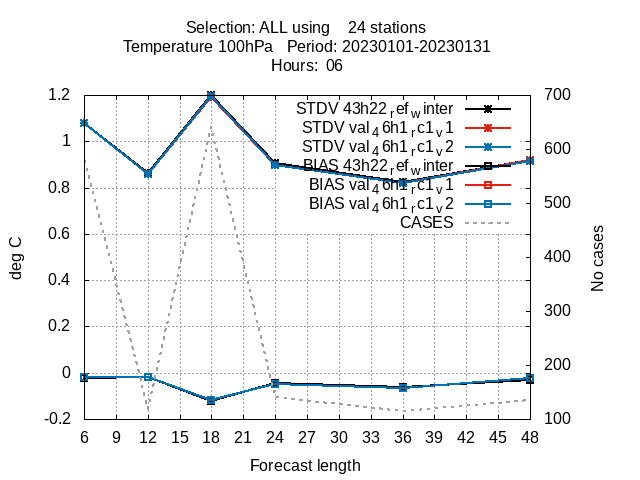 Selection: ALL using    24 stations
Temperature 100hPa   Period: 20230101-20230131
Hours:  06
STDV 43h22_ref_winter
STDV val_46h1_rc1_v1
STDV val_46h1_rc1_v2
BIAS 43h22_ref_winter
BIAS val_46h1_rc1_v1
BIAS val_46h1_rc1_v2
CASES
1.2
1
0.8
0.6
0.4
0.2
0
-0.2
deg C
700
600
500
400
300
200
100
No cases
6 9 12 15 18 21 24 27 30 33 36 39 42 45 48
Forecast length